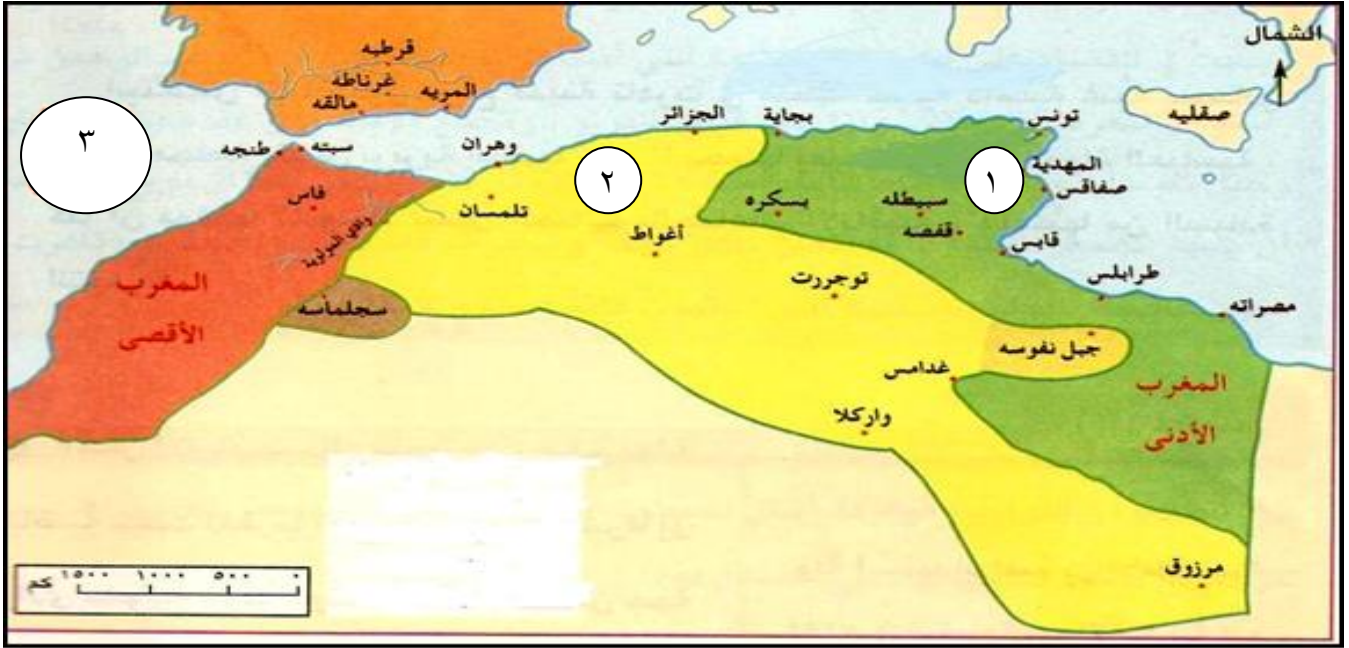 الشمال
صقليه
قرطبه
غرناطة
المريه
مالقه
٣
سبته
طنجه
وهران
الجزائر
بجاية
تونس
المهدية
صفاقس
١
٢
فاس
تلمسان
بسكره
سبيطله
قفصه
قابس
أغواط
توجررت
طرابلس
مصراته
المغرب
الأقصى
سجلماسه
جبل نفوسه
غدامس
واركلا
المغرب
الأدنى
مرزوق
١٥٠٠ ١٠٠٠ ٥٠٠ ٠
كم